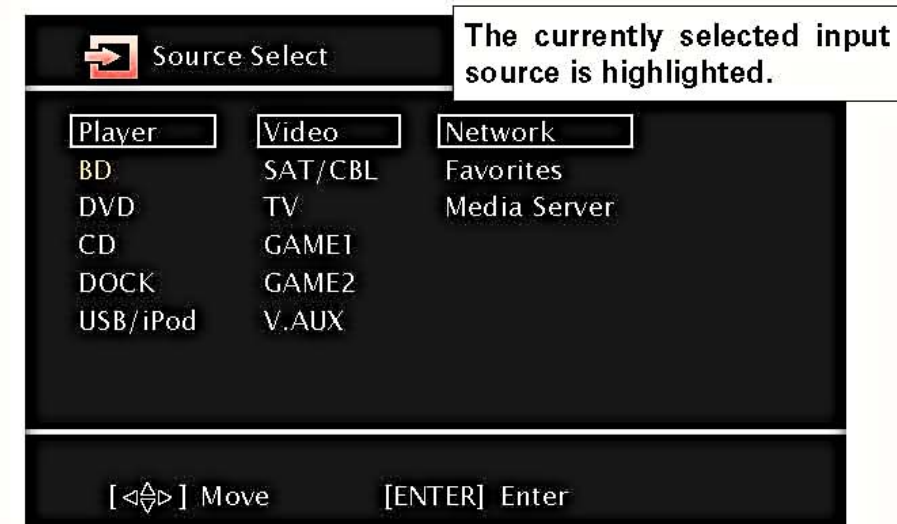 Source Select
The currently selected input
source is highlighted.
Player Video Network
BD SAT/CBL Favorites
DVD TV Media Server
CD GAME1
DOCK GAME2
USB/iPod V.AUX
[◁△▽▷] Move [ENTER] Enter